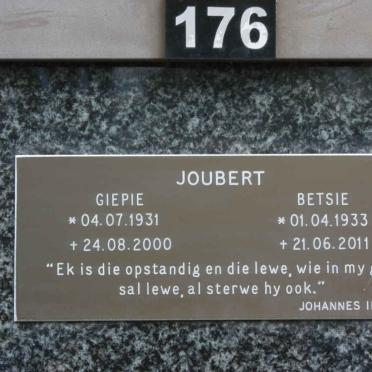 176
JOUBERT
GIEPIE BETSIE
* 04.07.1931 * 01.04.1933
+ 24.08.2000 + 21.06.2011
"Ek is die opstandig en die lewe, wie in my
sal lewe, al sterwe hy ook."
JOHANNES